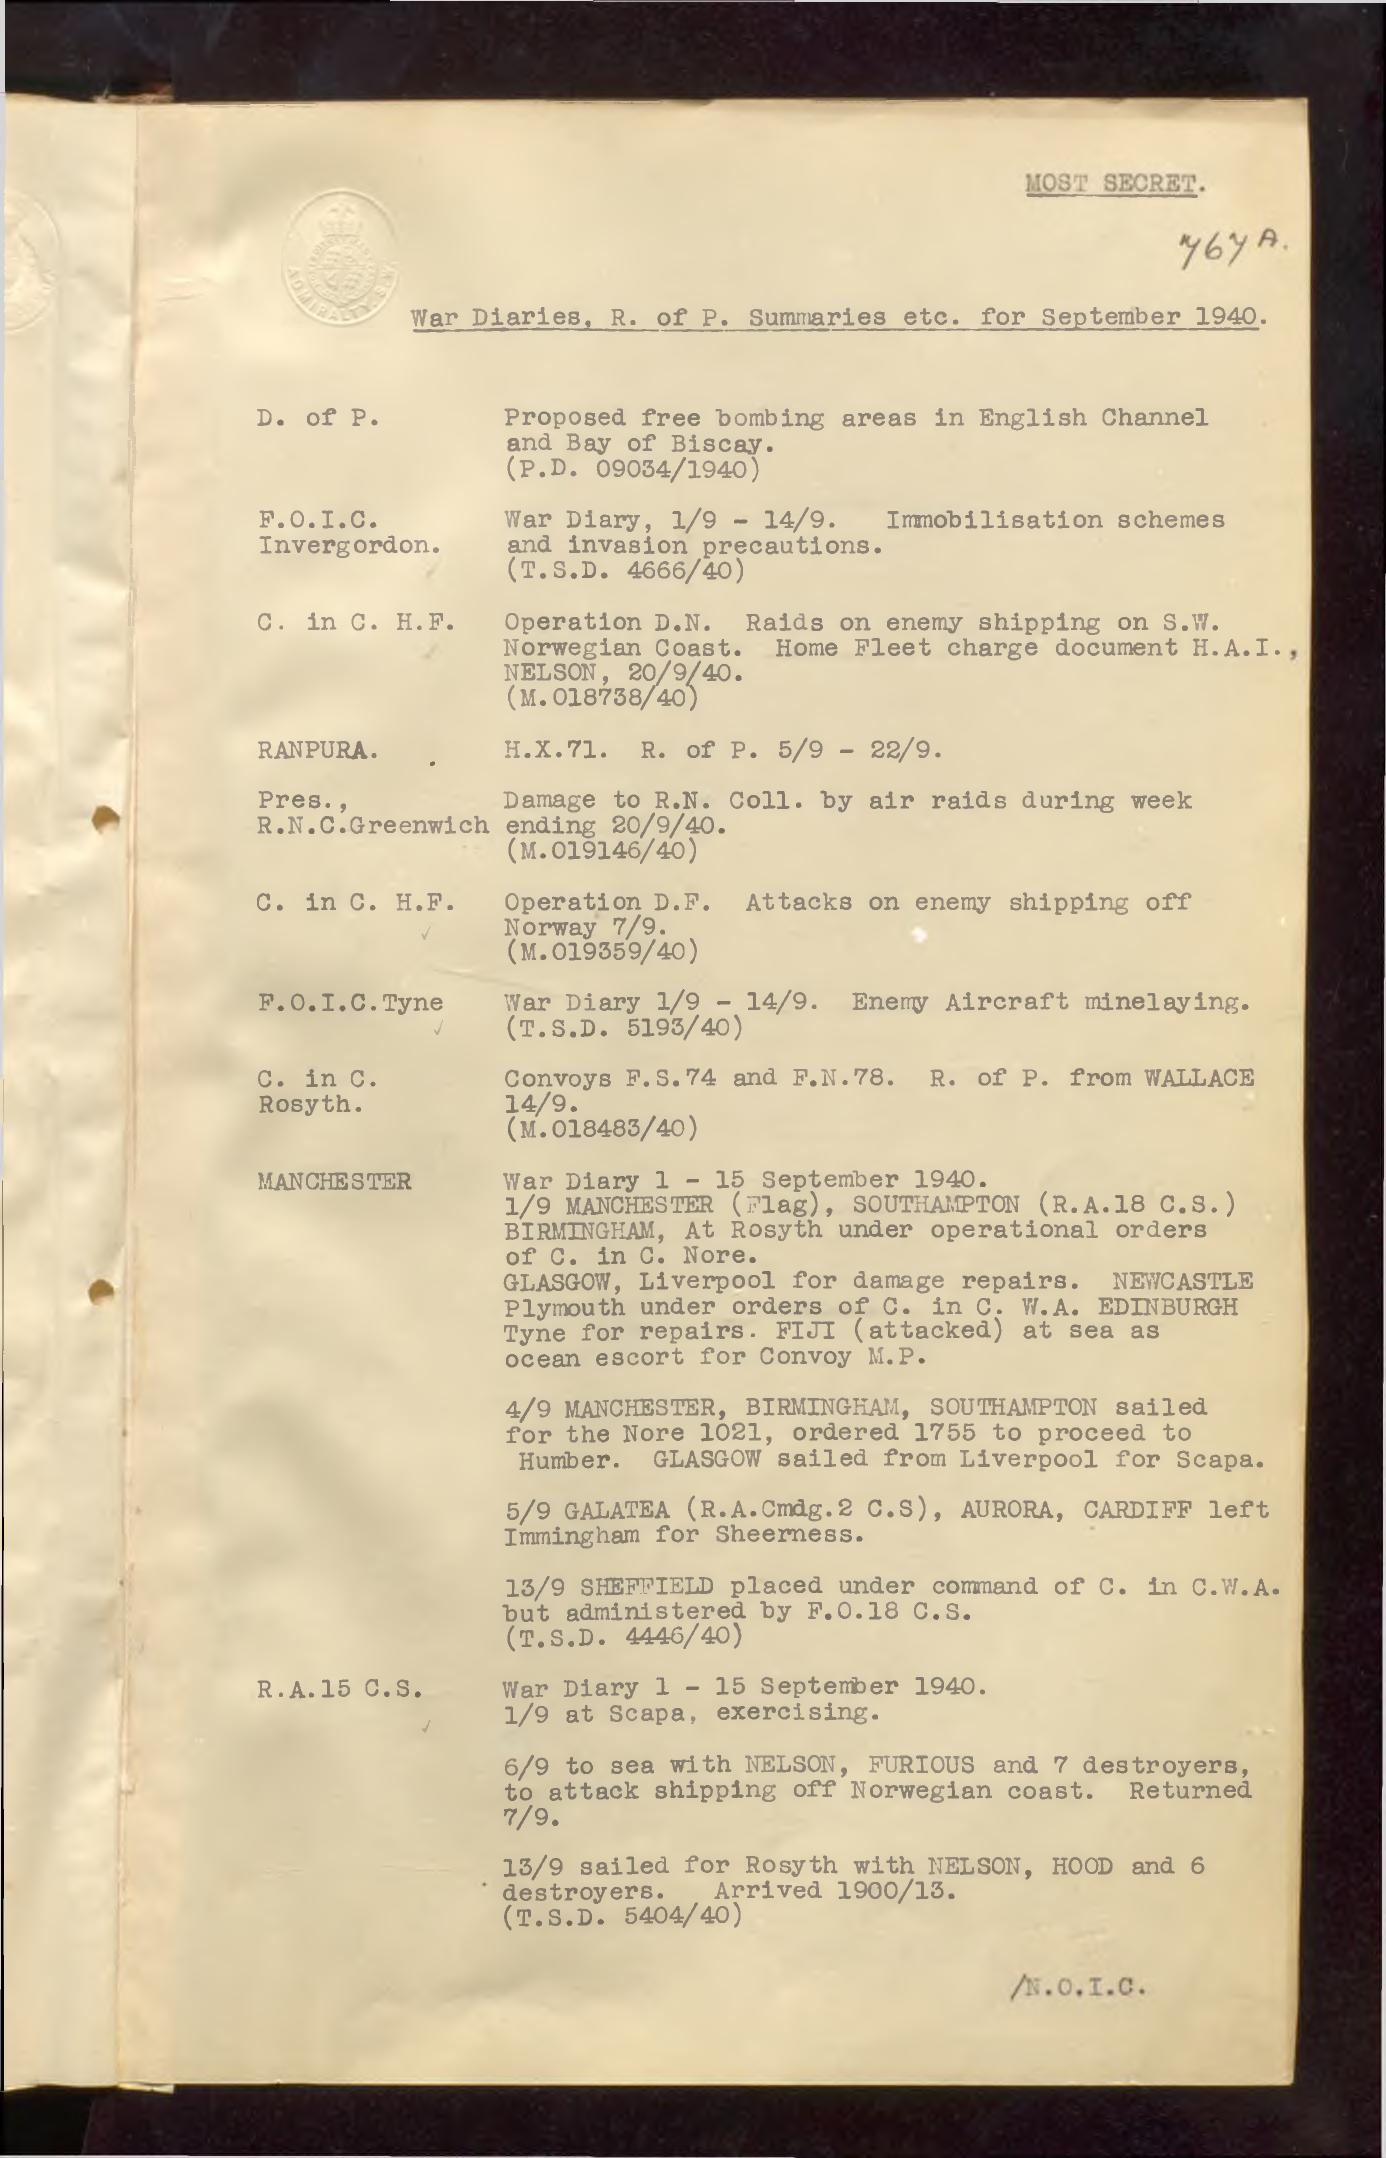 MOST SECRET.
767 A.
ADMIRALTY. S.W.
War Diaries, R. of P. Summaries etc. for September 1940.
D. of P. Proposed free bombing areas in English Channel
and Bay of Biscay.
(P.D. 09034/1940)
F.O.I.C. War Diary, 1/9 - 14/9. Immobilisation schemes
Invergordon. and invasion precautions.
(T.S.D. 4666/40)
C. in C. H.F. Operation D.N. Raids on enemy shipping on S.W.
Norwegian Coast. Home Fleet charge document H.A.I.,
NELSON, 20/9/40.
(M.018738/40)
RANPURA. H.X.71. R. of P. 5/9 - 22/9.
Pres., Damage to R.N. Coll. by air raids during week
R.N.C.Greenwich ending 20/9/40.
(M.019146/40)
C. in C. H.F. Operation D.F. Attacks on enemy shipping off
Norway 7/9.
(M.019359/40)
F.O.I.C.Tyne War Diary 1/9 - 14/9. Enemy Aircraft minelaying.
(T.S.D. 5193/40)
C. in C. Convoys F.S.74 and F.N.78. R. of P. from WALLACE
Rosyth. 14/9.
(M.018483/40)
MANCHESTER War Diary 1 - 15 September 1940.
1/9 MANCHESTER (Flag), SOUTHAMPTON (R.A.18 C.S.)
BIRMINGHAM, At Rosyth under operational orders
of C. in C. Nore.
GLASGOW, Liverpool for damage repairs. NEWCASTLE
Plymouth under orders of C. in C. W.A. EDINBURGH
Tyne for repairs. FIJI (attacked) at sea as
ocean escort for Convoy M.P.
4/9 MANCHESTER, BIRMINGHAM, SOUTHAMPTON sailed
for the Nore 1021, ordered 1755 to proceed to
Humber. GLASGOW sailed from Liverpool for Scapa.
5/9 GALATEA (R.A.Cmdg.2 C.S), AURORA, CARDIFF left
Immingham for Sheerness.
13/9 SHEFFIELD placed under command of C. in C.W.A.
but administered by F.O.18 C.S.
(T.S.D. 4446/40)
R.A.15 C.S. War Diary 1 - 15 September 1940.
1/9 at Scapa, exercising.
6/9 to sea with NELSON, FURIOUS and 7 destroyers,
to attack shipping off Norwegian coast. Returned
7/9.
13/9 sailed for Rosyth with NELSON, HOOD and 6
destroyers. Arrived 1900/13.
(T.S.D. 5404/40)
/N.O.I.C.